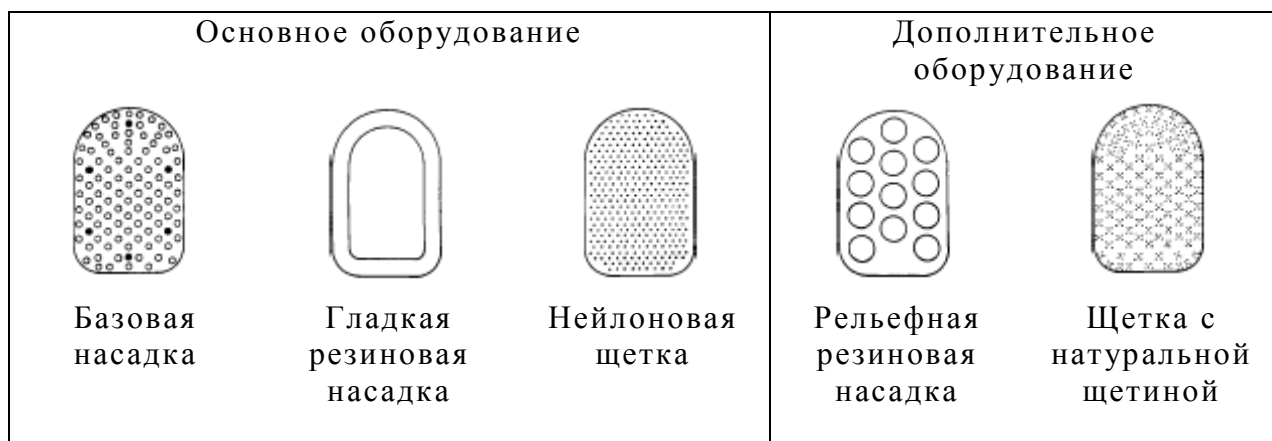 Основное оборудование
Дополнительное
оборудование
Базовая
насадка
Гладкая
резиновая
насадка
Нейлоновая
щетка
Рельефная
резиновая
насадка
Щетка с
натуральной
щетиной